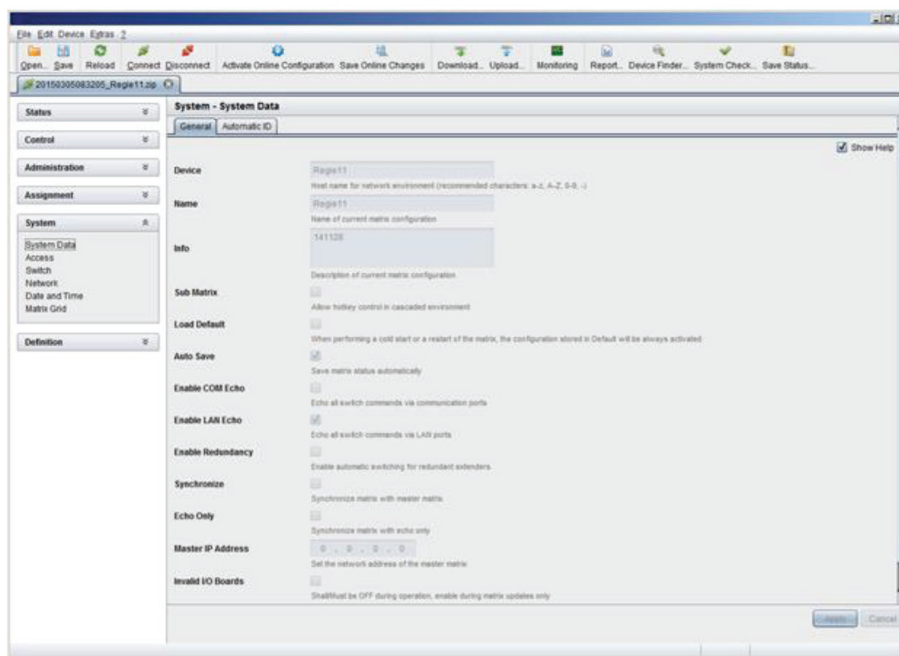 File Edit Device Extras ?
Open... Save Reload Connect Disconnect Activate Online Configuration Save Online Changes Download... Upload... Monitoring Report... Device Finder... System Check... Save Status...
20150305083205_Regie11.zip
Status
Control
Administration
Assignment
System
System Data
Access
Switch
Network
Date and Time
Matrix Grid
Definition
System - System Data
General Automatic ID
Show Help
Device Regie11
Host name for network environment (recommended characters: a-z, A-Z, 0-9, -)
Name Regie11
Name of current matrix configuration
Info 141128
Description of current matrix configuration
Sub Matrix
Allow hotkey control in cascaded environment
Load Default
When performing a cold start or a restart of the matrix, the configuration stored in Default will be always activated
Auto Save
Save matrix status automatically
Enable COM Echo
Echo all switch commands via communication ports
Enable LAN Echo
Echo all switch commands via LAN ports
Enable Redundancy
Enable automatic switching for redundant extenders
Synchronize
Synchronize matrix with master matrix
Echo Only
Synchronize matrix with echo only
Master IP Address 0 . 0 . 0 . 0
Set the network address of the master matrix
Invalid I/O Boards
Shall/Must be OFF during operation, enable during matrix updates only
Apply Cancel